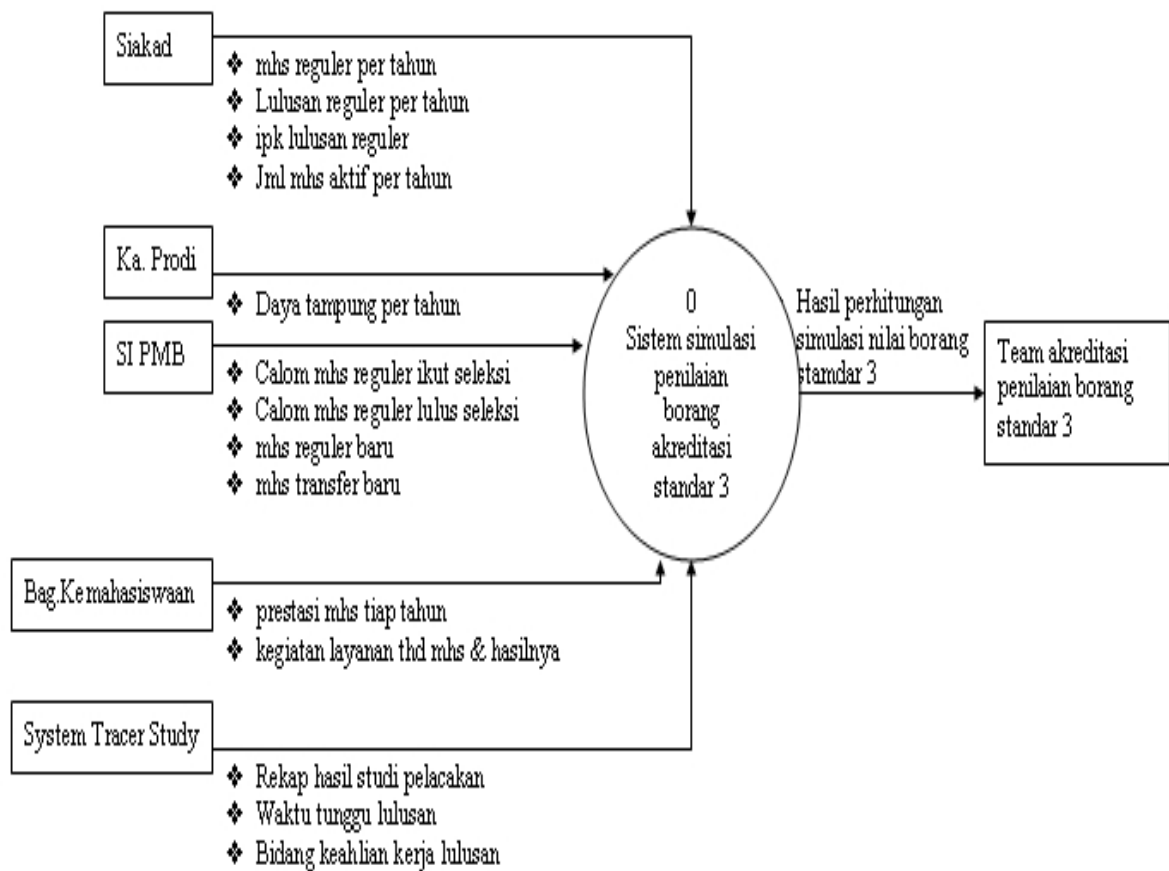 Siakad
❖ mhs reguler per tahun
❖ Lulusan reguler per tahun
❖ ipk lulusan reguler
❖ Jml mhs aktif per tahun
Ka. Prodi
❖ Daya tampung per tahun
SI PMB
❖ Calom mhs reguler ikut seleksi
❖ Calom mhs reguler lulus seleksi
❖ mhs reguler baru
❖ mhs transfer baru
Bag.Kemahasiswaan
❖ prestasi mhs tiap tahun
❖ kegiatan layanan thd mhs & hasilnya
System Tracer Study
❖ Rekap hasil studi pelacakan
❖ Waktu tunggu lulusan
❖ Bidang keahlian kerja lulusan
0
Sistem simulasi
penilaian
borang
akreditasi
standar 3
Hasil perhitungan
simulasi nilai borang
stamdar 3
Team akreditasi
penilaian borang
standar 3